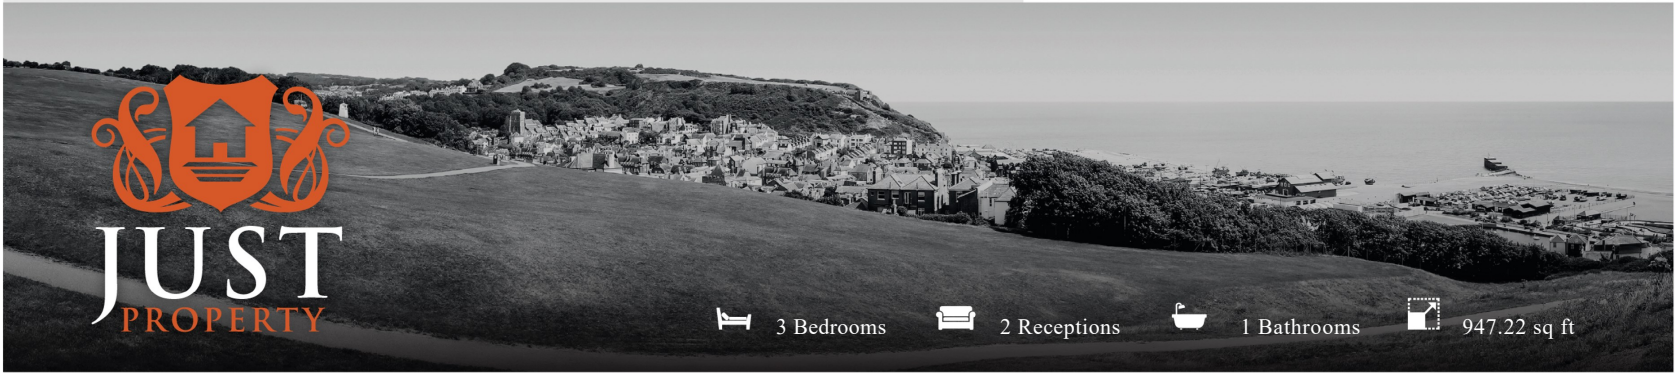 JUST
PROPERTY
3 Bedrooms
2 Receptions
1 Bathrooms
947.22 sq ft